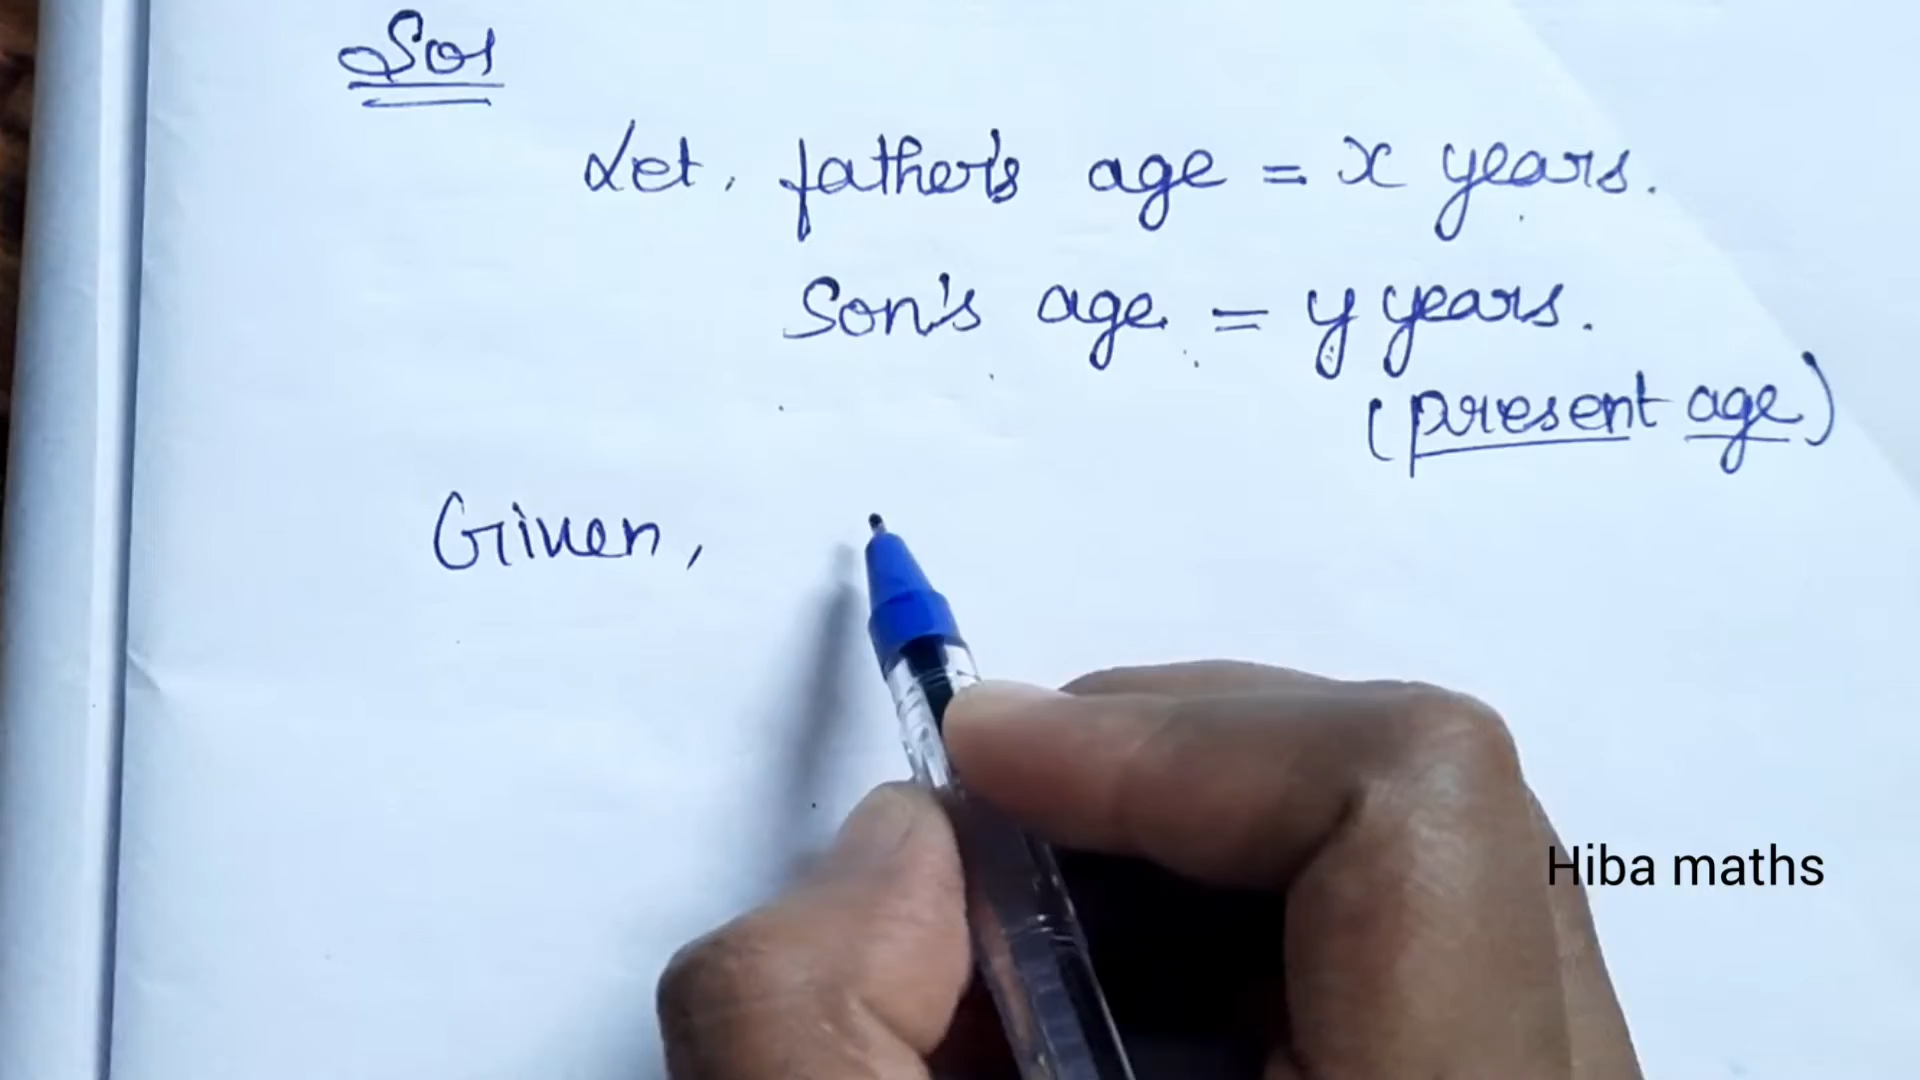 Sol
Let, father's age = x years.
Son's age = y years.
(present age)
Given,
Hiba maths